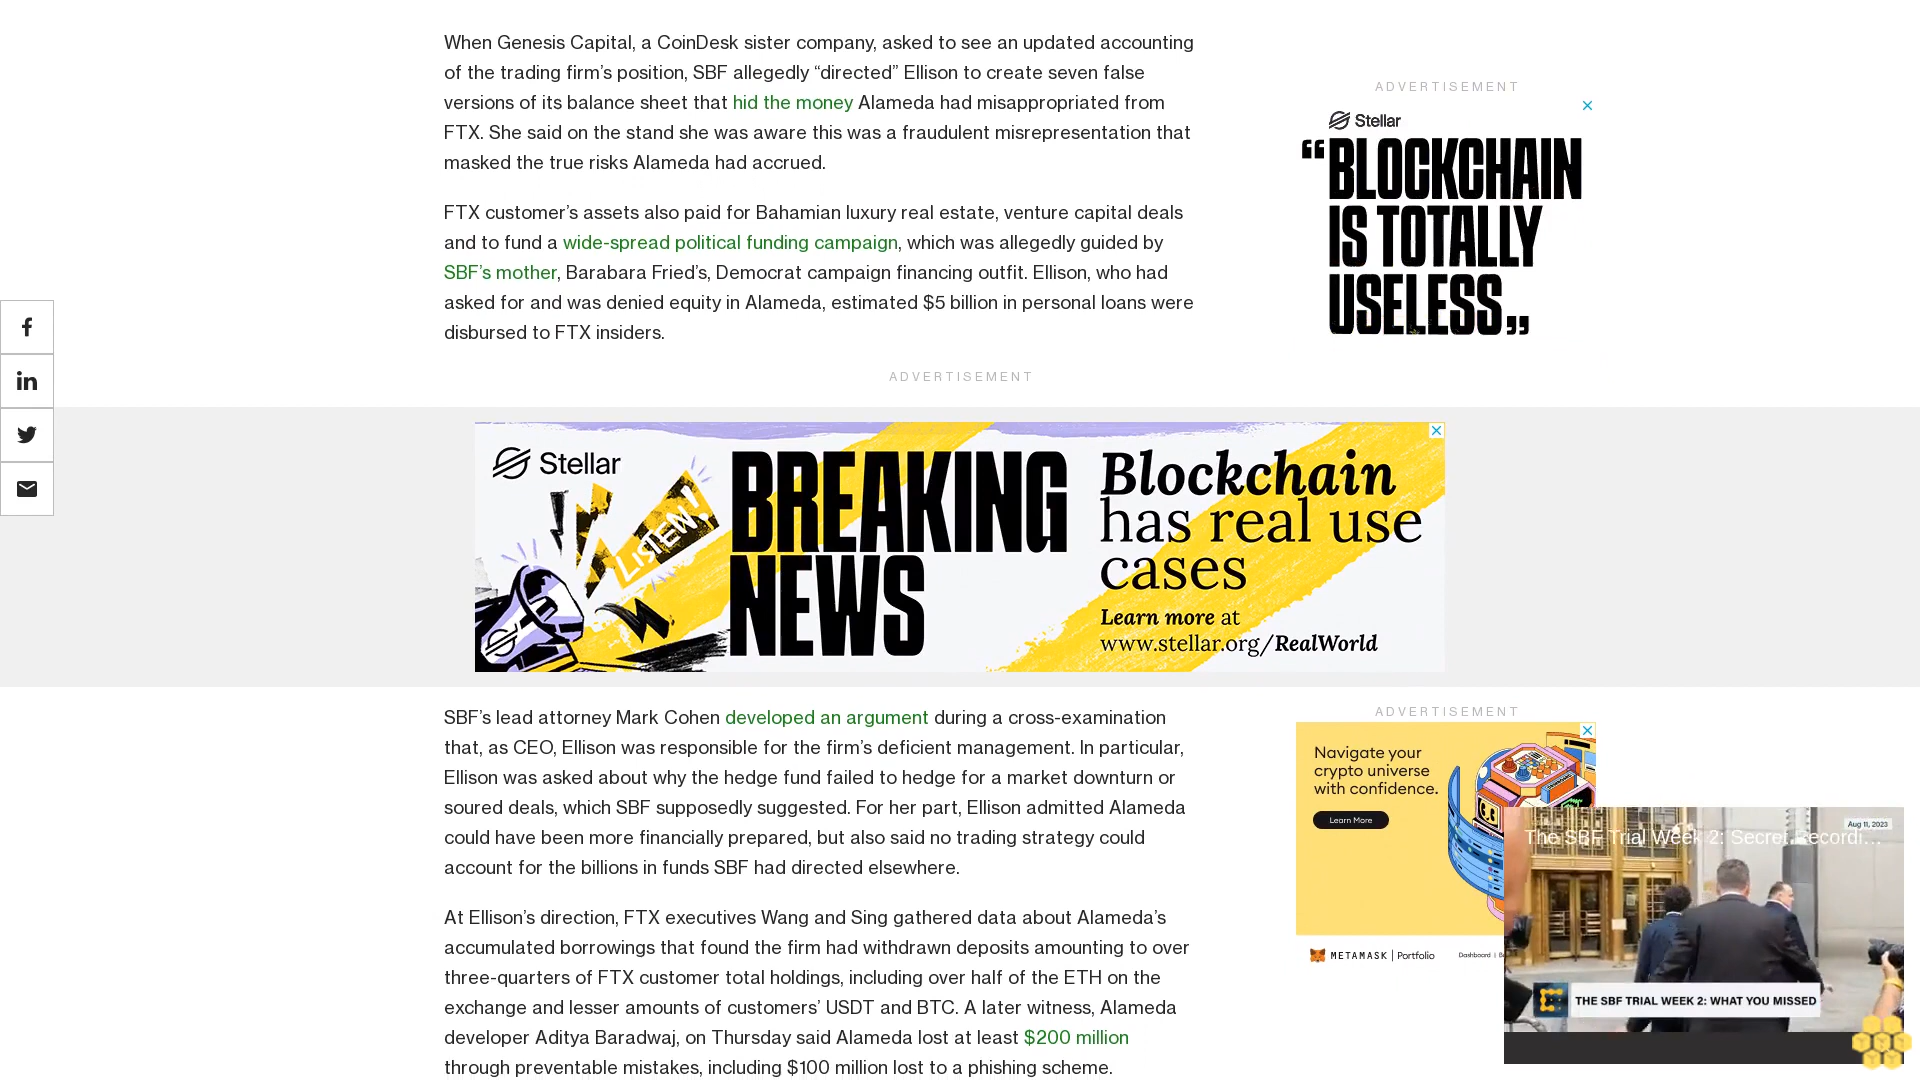 When Genesis Capital, a CoinDesk sister company, asked to see an updated accounting
of the trading firm’s position, SBF allegedly “directed” Ellison to create seven false
versions of its balance sheet that hid the money Alameda had misappropriated from
FTX. She said on the stand she was aware this was a fraudulent misrepresentation that
masked the true risks Alameda had accrued.
FTX customer’s assets also paid for Bahamian luxury real estate, venture capital deals
and to fund a wide-spread political funding campaign, which was allegedly guided by
SBF’s mother, Barabara Fried’s, Democrat campaign financing outfit. Ellison, who had
asked for and was denied equity in Alameda, estimated $5 billion in personal loans were
disbursed to FTX insiders.
ADVERTISEMENT
Stellar
“BLOCKCHAIN
IS TOTALLY
USELESS„
ADVERTISEMENT
Stellar
LISTEN!
BREAKING
NEWS
Blockchain
has real use
cases
Learn more at
www.stellar.org/RealWorld
SBF’s lead attorney Mark Cohen developed an argument during a cross-examination
that, as CEO, Ellison was responsible for the firm’s deficient management. In particular,
Ellison was asked about why the hedge fund failed to hedge for a market downturn or
soured deals, which SBF supposedly suggested. For her part, Ellison admitted Alameda
could have been more financially prepared, but also said no trading strategy could
account for the billions in funds SBF had directed elsewhere.
At Ellison’s direction, FTX executives Wang and Sing gathered data about Alameda’s
accumulated borrowings that found the firm had withdrawn deposits amounting to over
three-quarters of FTX customer total holdings, including over half of the ETH on the
exchange and lesser amounts of customers’ USDT and BTC. A later witness, Alameda
developer Aditya Baradwaj, on Thursday said Alameda lost at least $200 million
through preventable mistakes, including $100 million lost to a phishing scheme.
ADVERTISEMENT
Navigate your
crypto universe
with confidence.
Learn More
METAMASK | Portfolio
Dashboard
Aug 11, 2023
The SBF Trial Week 2: Secret Recordi...
THE SBF TRIAL WEEK 2: WHAT YOU MISSED